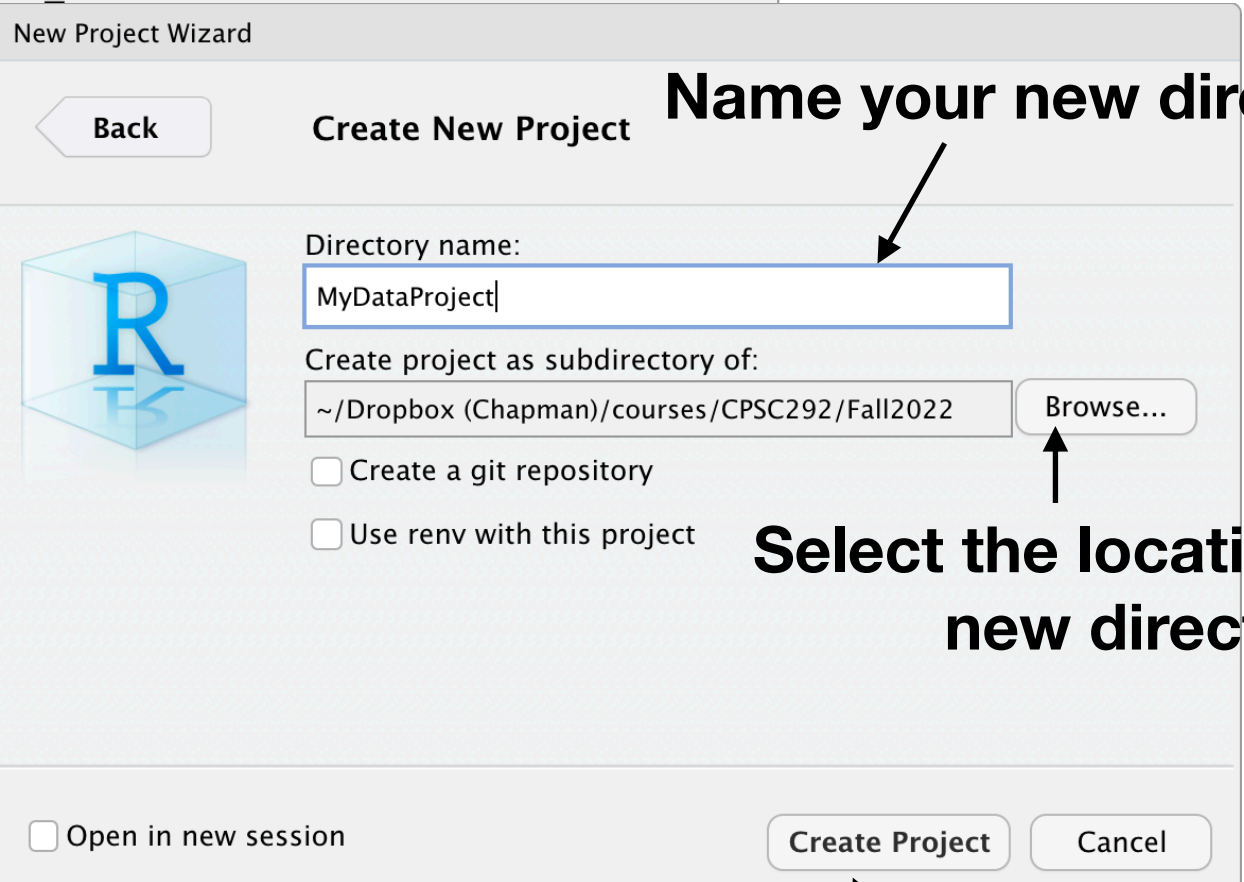 New Project Wizard
Name your new dir
Back
Create New Project
Directory name:
MyDataProject
Create project as subdirectory of:
~/Dropbox (Chapman)/courses/CPSC292/Fall2022
Browse...
Create a git repository
Use renv with this project
Select the locati
new direc
R
Open in new session
Create Project
Cancel